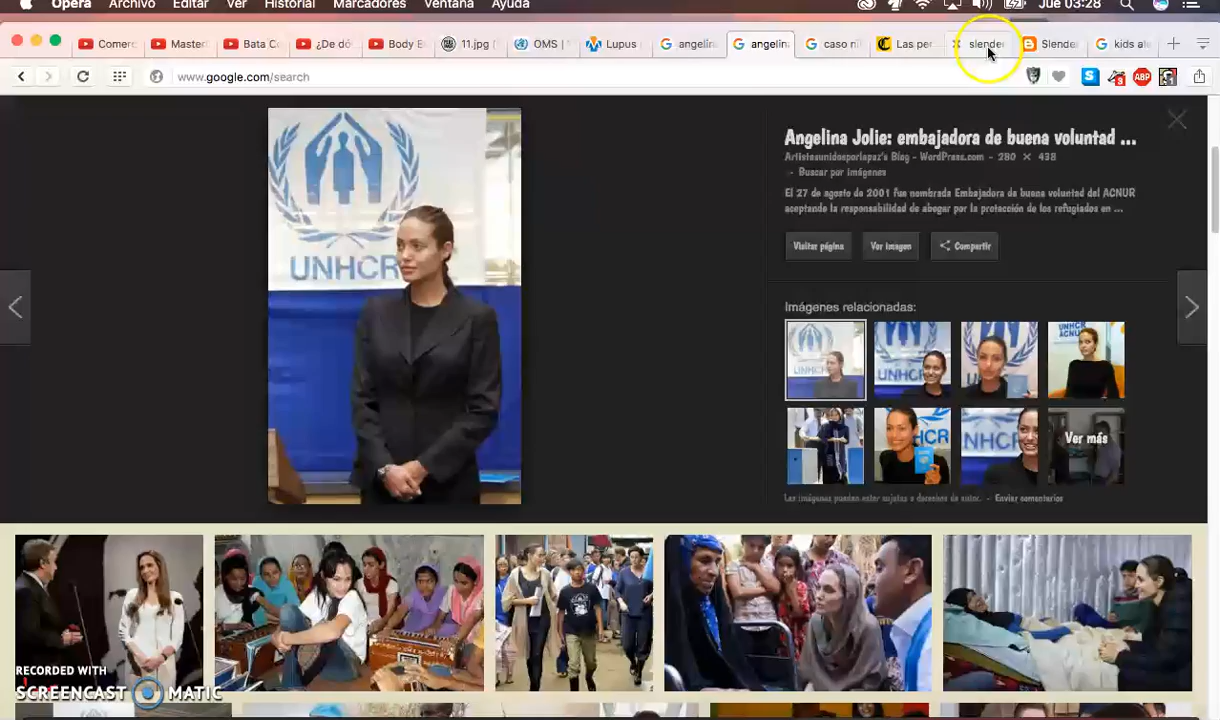 Opera Archivo Editar Ver Historial Marcadores Ventana Ayuda Jue 03:28
Comer Master Bata C ¿De dó Body E 11.jpg [ OMS | Lupus angelin angelin caso ni Las per slender Slende kids ale
www.google.com/search
S ABP
Angelina Jolie: embajadora de buena voluntad ...
Artistasunidosporlapaz's Blog - WordPress.com - 280 × 438
Buscar por imágenes
El 27 de agosto de 2001 fue nombrada Embajadora de buena voluntad del ACNUR
aceptando la responsabilidad de abogar por la protección de los refugiados en ...
Visitar página Ver imagen Compartir
UNHCR
Imágenes relacionadas:
Ver más
Las imágenes pueden estar sujetas a derechos de autor. - Enviar comentarios
RECORDED WITH
SCREENCAST MATIC